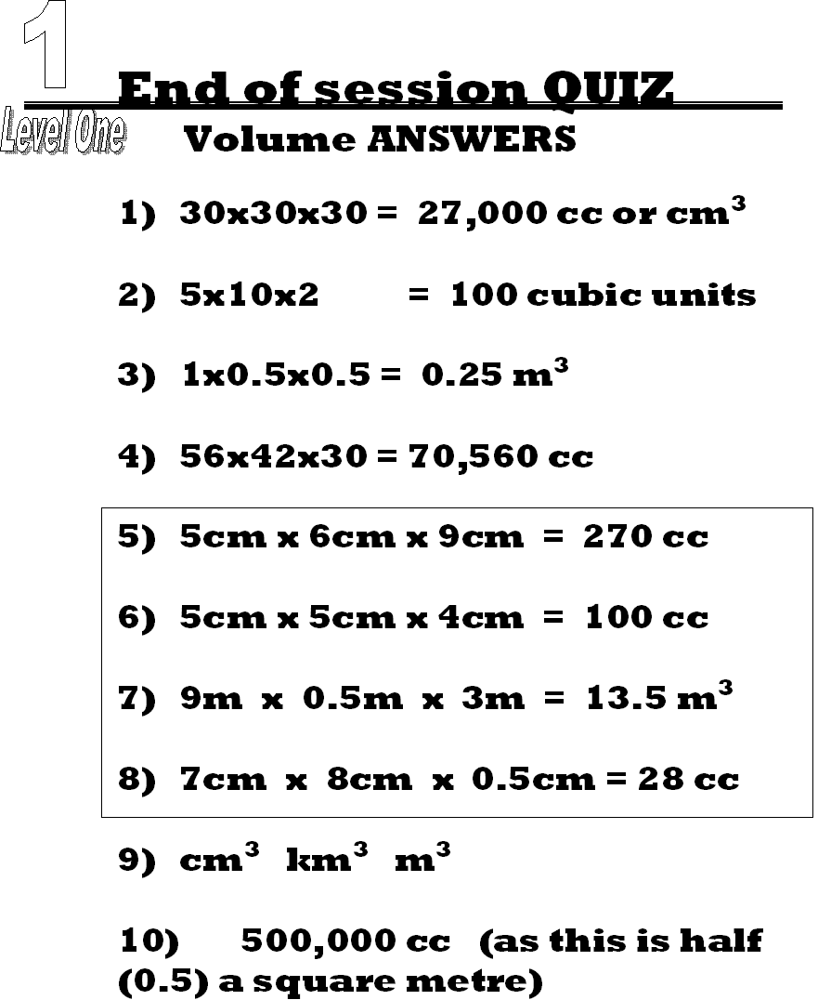 1
End of session QUIZ
Level One
Volume ANSWERS
1) 30x30x30 = 27,000 cc or cm³
2) 5x10x2 = 100 cubic units
3) 1x0.5x0.5 = 0.25 m³
4) 56x42x30 = 70,560 cc
5) 5cm x 6cm x 9cm = 270 cc
6) 5cm x 5cm x 4cm = 100 cc
7) 9m x 0.5m x 3m = 13.5 m³
8) 7cm x 8cm x 0.5cm = 28 cc
9) cm³ km³ m³
10) 500,000 cc (as this is half
(0.5) a square metre)